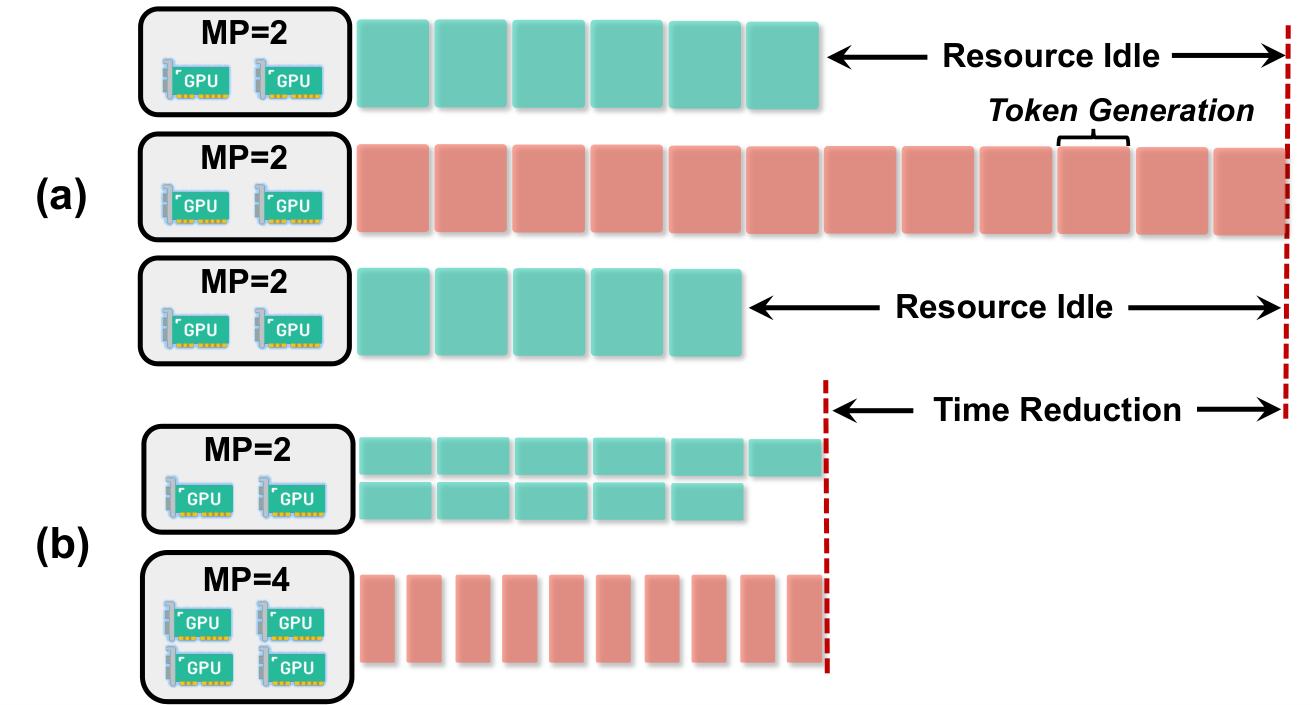 MP=2
GPU GPU
Resource Idle
Token Generation
(a)
MP=2
GPU GPU
MP=2
GPU GPU
Resource Idle
Time Reduction
(b)
MP=2
GPU GPU
MP=4
GPU GPU
GPU GPU